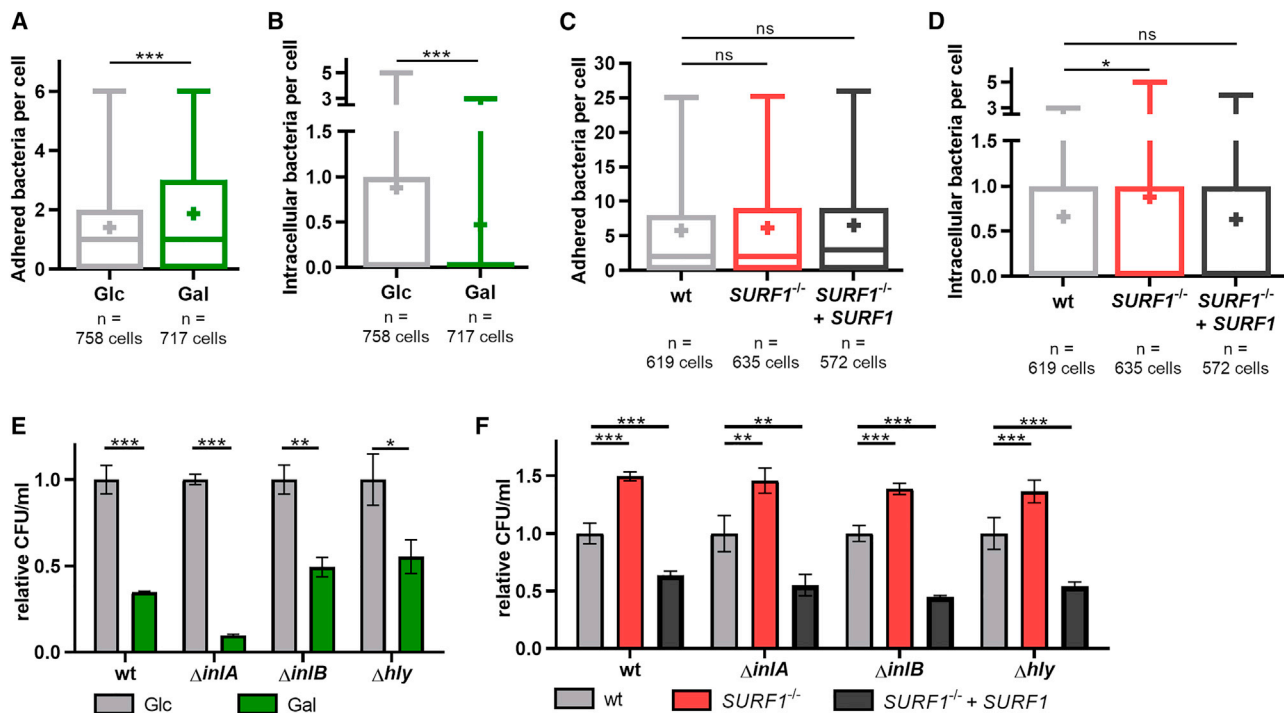 A
Adhered bacteria per cell
6
4
2
0
***
Glc
Gal
n =
758 cells
n =
717 cells
B
Intracellular bacteria per cell
5
3
1.5
1.0
0.5
0.0
***
Glc
Gal
n =
758 cells
n =
717 cells
C
Adhered bacteria per cell
30
25
20
15
10
5
0
ns
ns
wt
SURF1-/-
SURF1-/-
+ SURF1
n =
619 cells
n =
635 cells
n =
572 cells
D
Intracellular bacteria per cell
5
3
1.5
1.0
0.5
0.0
ns
*
wt
SURF1-/-
SURF1-/-
+ SURF1
n =
619 cells
n =
635 cells
n =
572 cells
E
relative CFU/ml
1.0
0.5
0.0
*** *** ** *
wt ΔinlA ΔinlB Δhly
Glc Gal
F
relative CFU/ml
1.5
1.0
0.5
0.0
*** ** *** ***
*** ** *** ***
wt ΔinlA ΔinlB Δhly
wt SURF1-/- SURF1-/- + SURF1